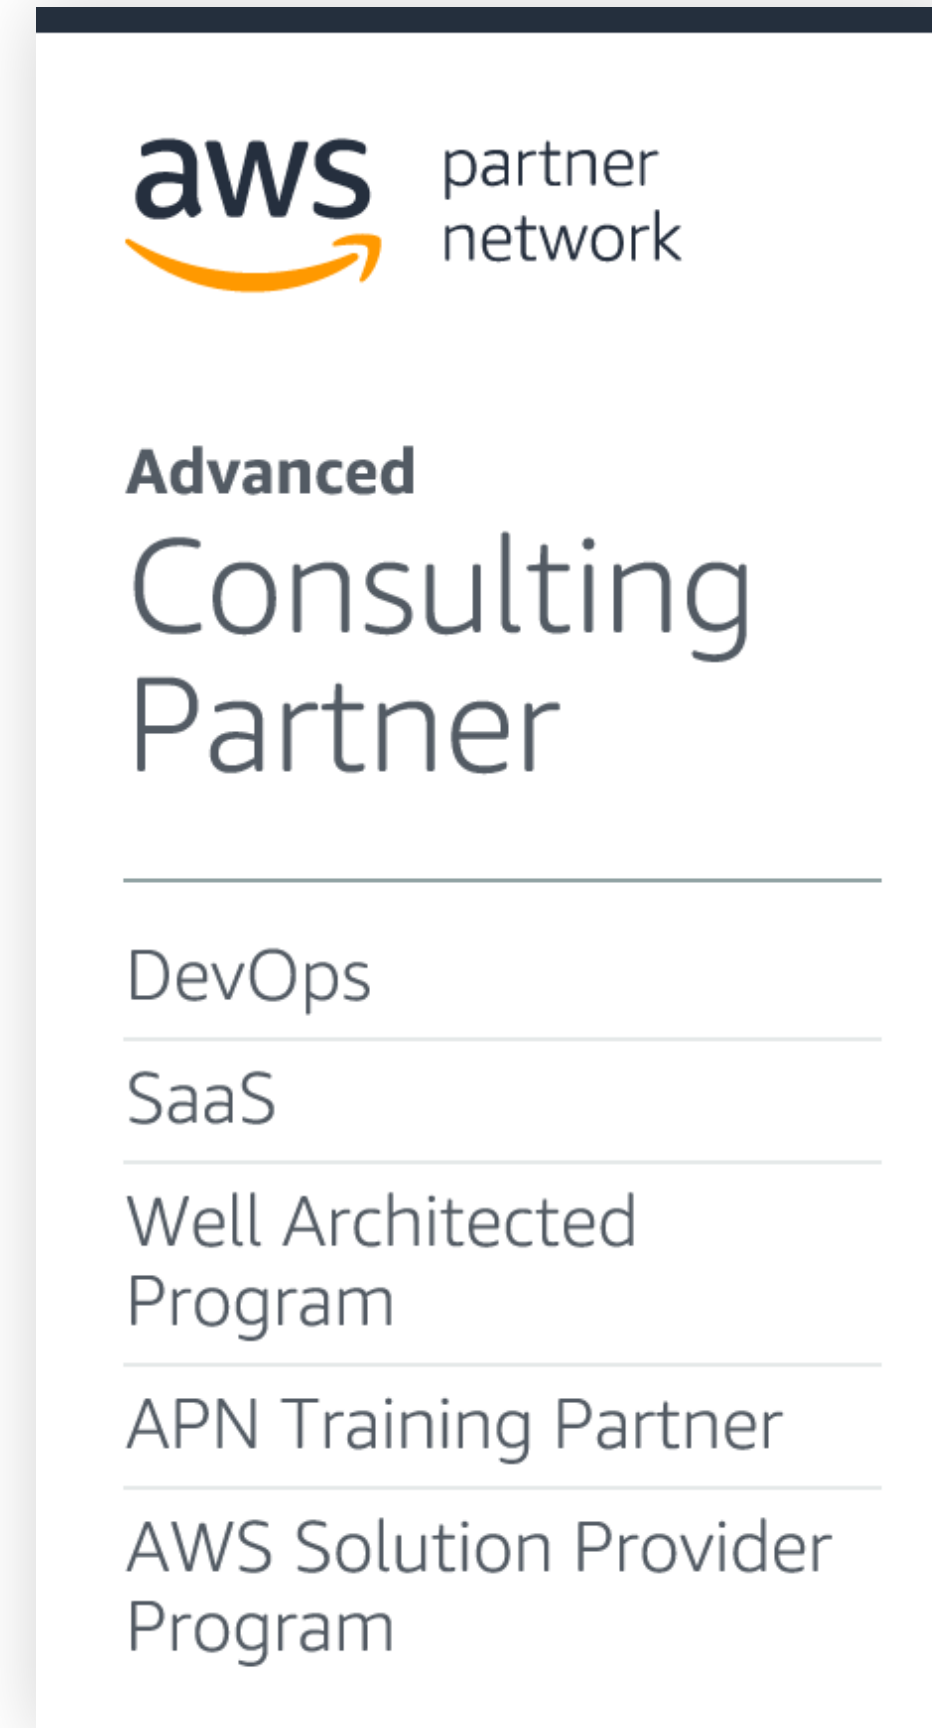 aws
partner
network
Advanced
Consulting
Partner
DevOps
SaaS
Well Architected
Program
APN Training Partner
AWS Solution Provider
Program